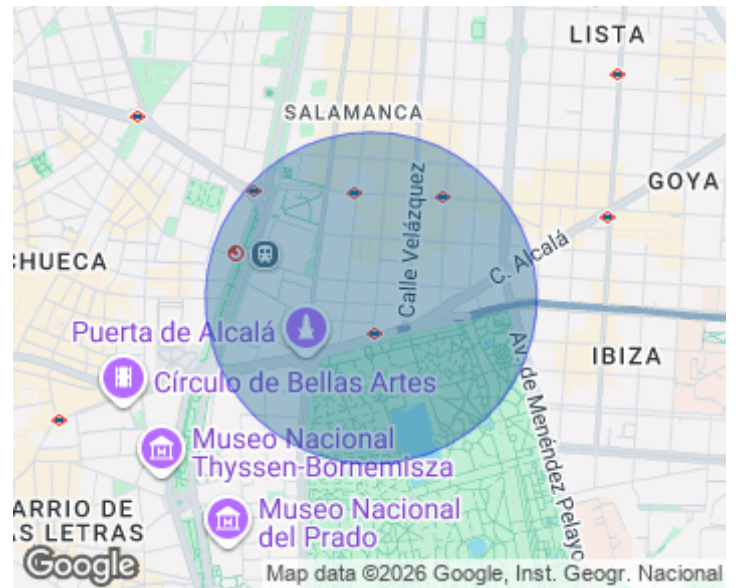 LISTA
SALAMANCA
GOYA
Calle Velázquez
C. Alcalá
CHUECA
Puerta de Alcalá
IBIZA
Círculo de Bellas Artes
Av. de Menéndez Pelayo
Museo Nacional
Thyssen-Bornemisza
ARRIO DE
AS LETRAS
Museo Nacional
del Prado
Google
Map data ©2026 Google, Inst. Geogr. Nacional